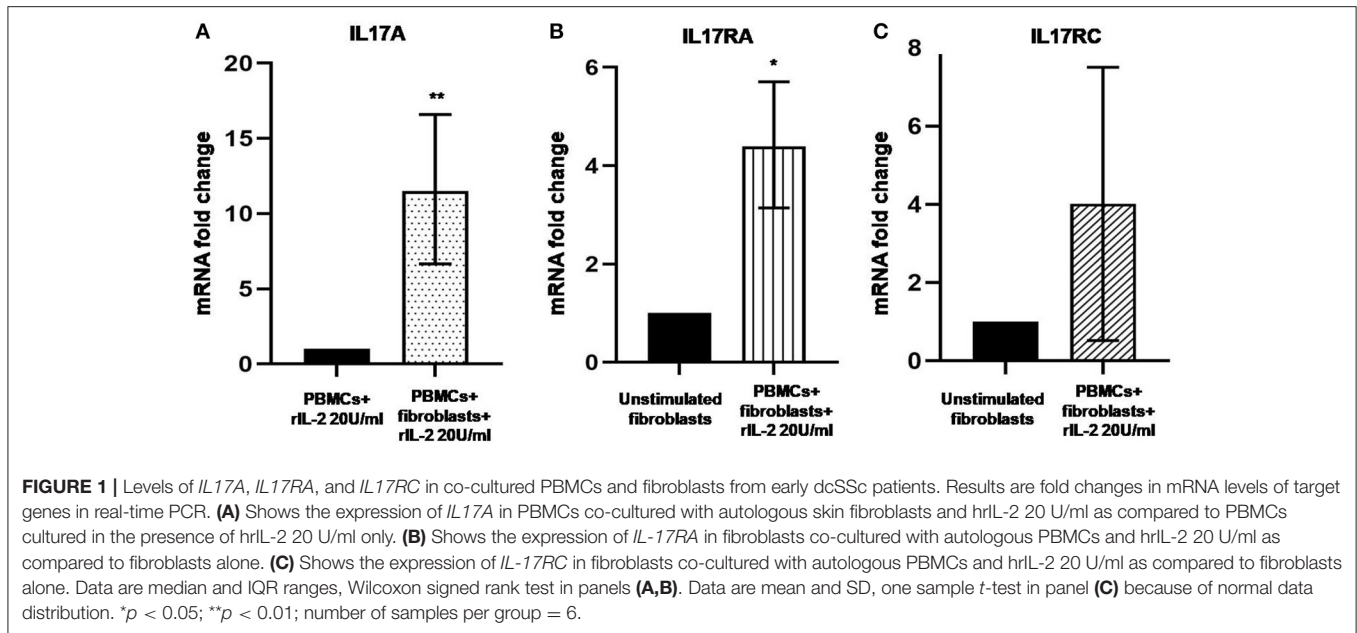 A
IL17A
mRNA fold change
20
15
10
5
0
**
PBMCs+
rIL-2 20U/ml
PBMCs+
fibroblasts+
rIL-2 20U/ml
B
IL17RA
mRNA fold change
6
4
2
0
*
Unstimulated
fibroblasts
PBMCs+
fibroblasts+
rIL-2 20U/ml
C
IL17RC
mRNA fold change
8
6
4
2
0
Unstimulated
fibroblasts
PBMCs+
fibroblasts+
rIL-2 20U/ml
FIGURE 1 | Levels of IL17A, IL17RA, and IL17RC in co-cultured PBMCs and fibroblasts from early dcSSc patients. Results are fold changes in mRNA levels of target
genes in real-time PCR. (A) Shows the expression of IL17A in PBMCs co-cultured with autologous skin fibroblasts and hrIL-2 20 U/ml as compared to PBMCs
cultured in the presence of hrIL-2 20 U/ml only. (B) Shows the expression of IL-17RA in fibroblasts co-cultured with autologous PBMCs and hrIL-2 20 U/ml as
compared to fibroblasts alone. (C) Shows the expression of IL-17RC in fibroblasts co-cultured with autologous PBMCs and hrIL-2 20 U/ml as compared to fibroblasts
alone. Data are median and IQR ranges, Wilcoxon signed rank test in panels (A,B). Data are mean and SD, one sample t-test in panel (C) because of normal data
distribution. *p < 0.05; **p < 0.01; number of samples per group = 6.